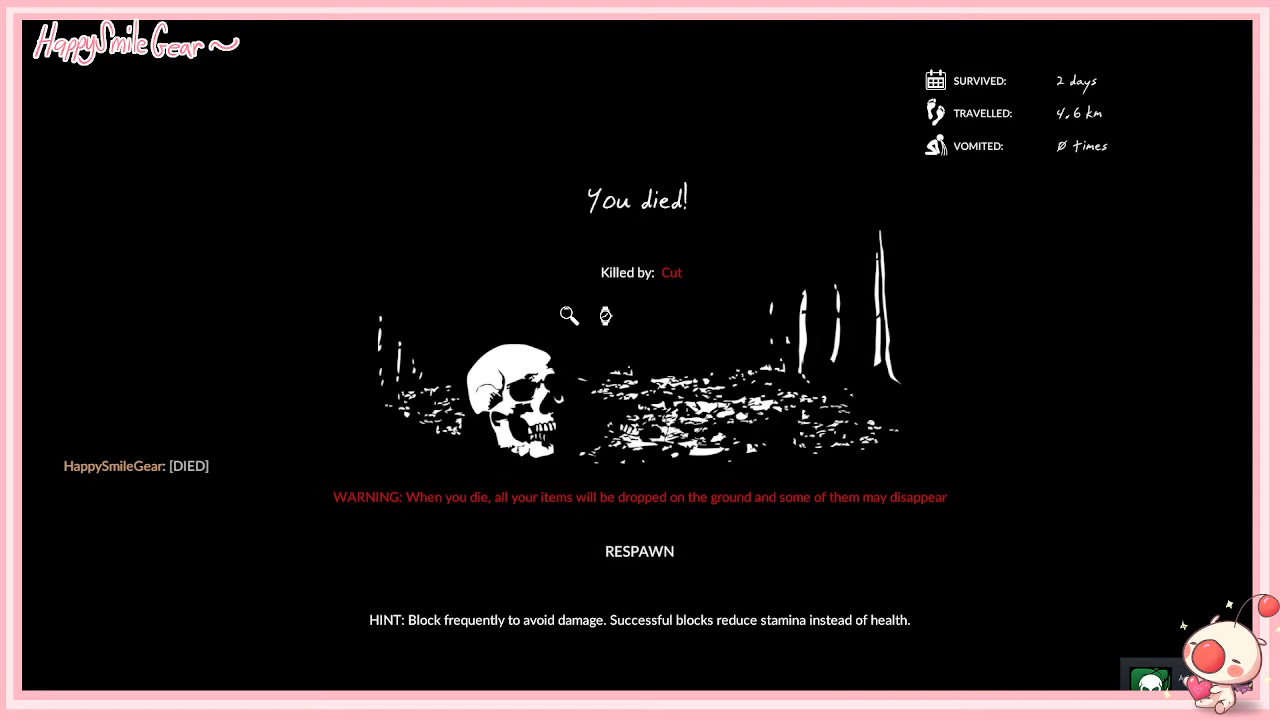 HappySmileGear~
SURVIVED: 2 days
TRAVELLED: 4.6 km
VOMITED: 0 times
You died!
Killed by: Cut
HappySmileGear: [DIED]
WARNING: When you die, all your items will be dropped on the ground and some of them may disappear
RESPAWN
HINT: Block frequently to avoid damage. Successful blocks reduce stamina instead of health.